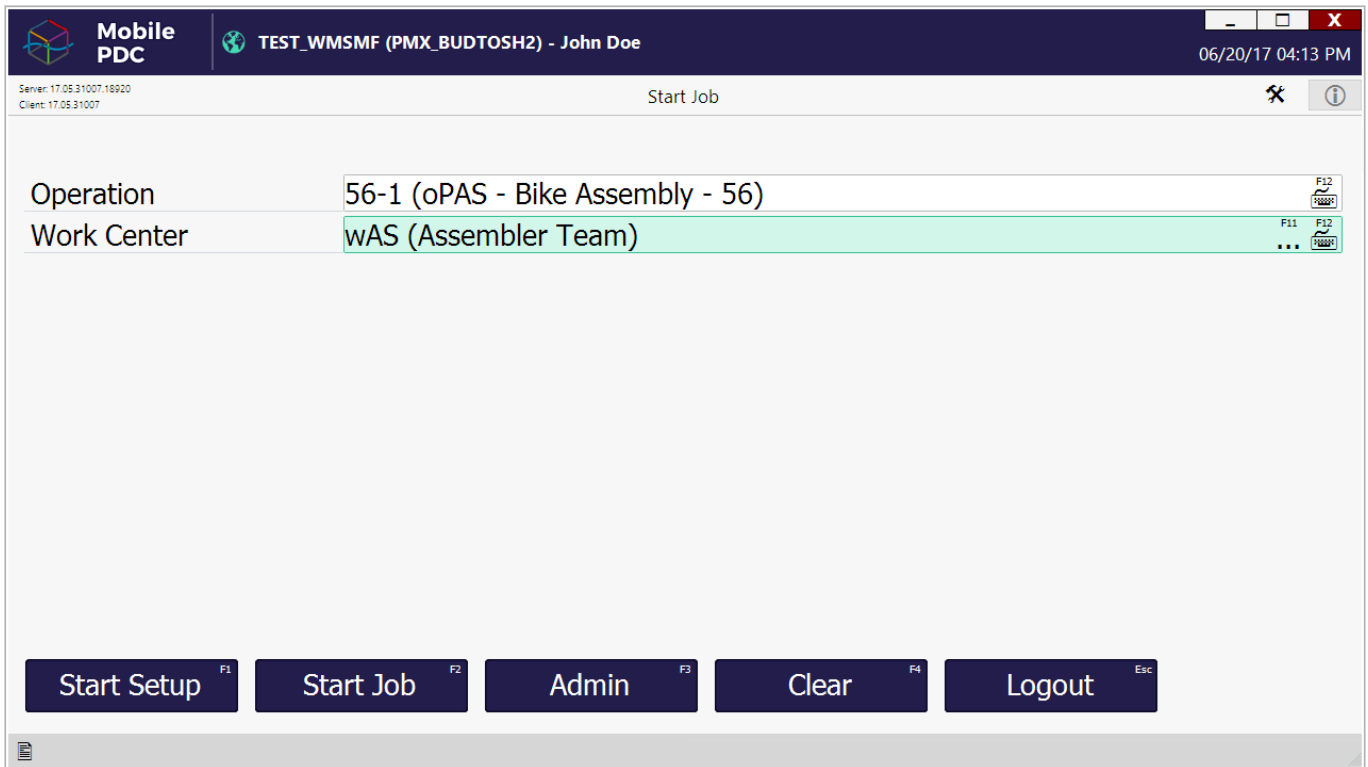 Mobile PDC
TEST_WMSMF (PMX_BUDTOSH2) - John Doe
X
06/20/17 04:13 PM
Server: 17.05.31007.18920
Client: 17.05.31007
Start Job
Operation
56-1 (oPAS - Bike Assembly - 56)
F12
Work Center
wAS (Assembler Team)
F11
...
F12
Start Setup
F1
Start Job
F2
Admin
F3
Clear
F4
Logout
Esc